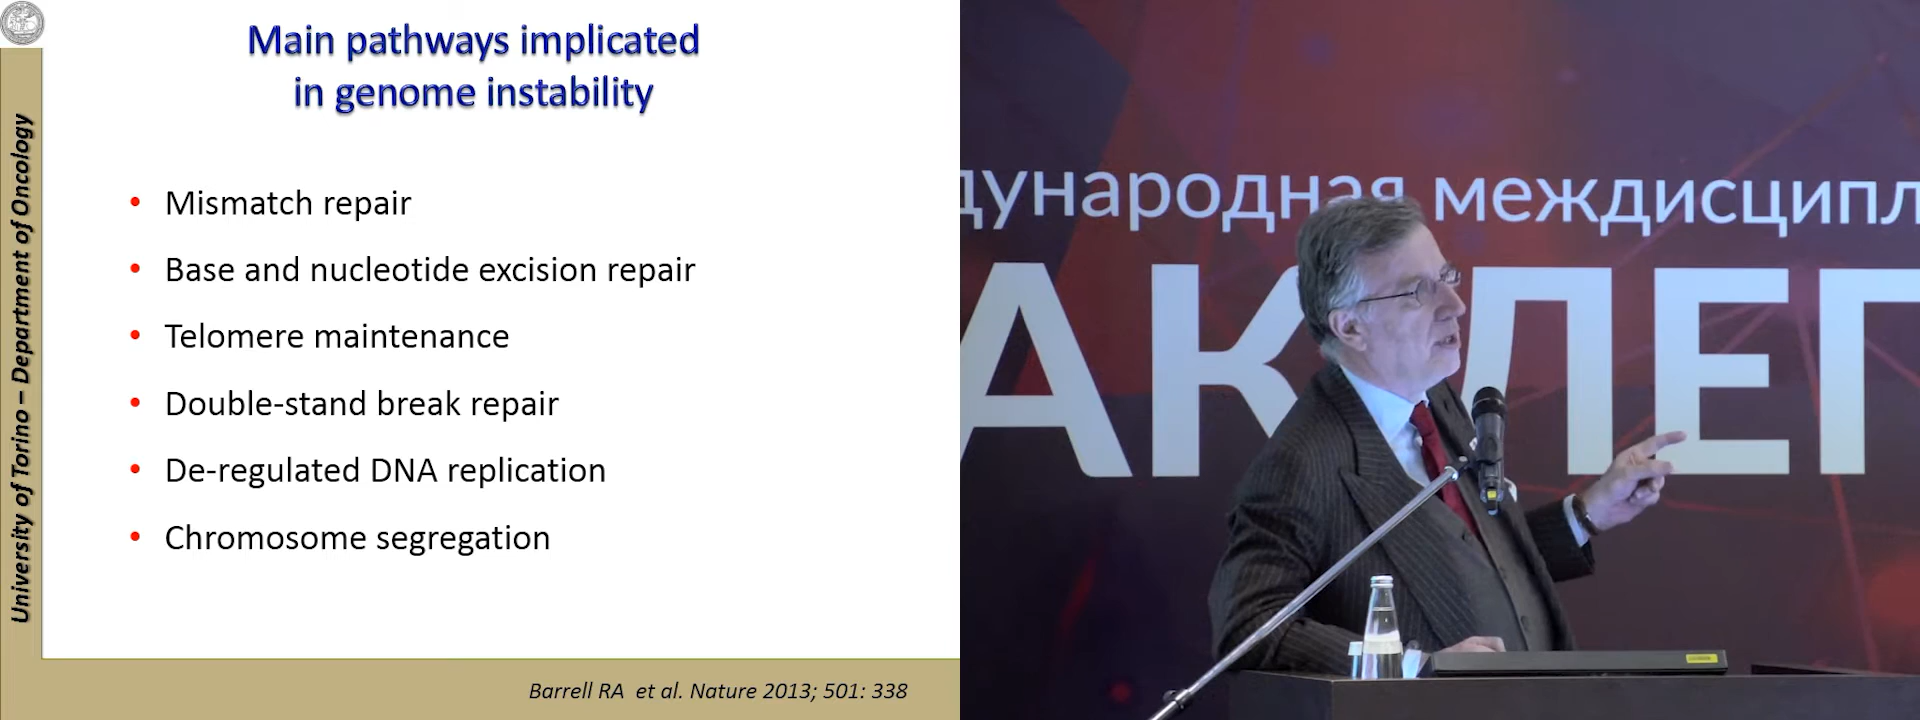 Main pathways implicated
in genome instability
University of Torino – Department of Oncology
• Mismatch repair
• Base and nucleotide excision repair
• Telomere maintenance
• Double-stand break repair
• De-regulated DNA replication
• Chromosome segregation
Barrell RA et al. Nature 2013; 501: 338
дународная междисципл
АК ЛЕГ